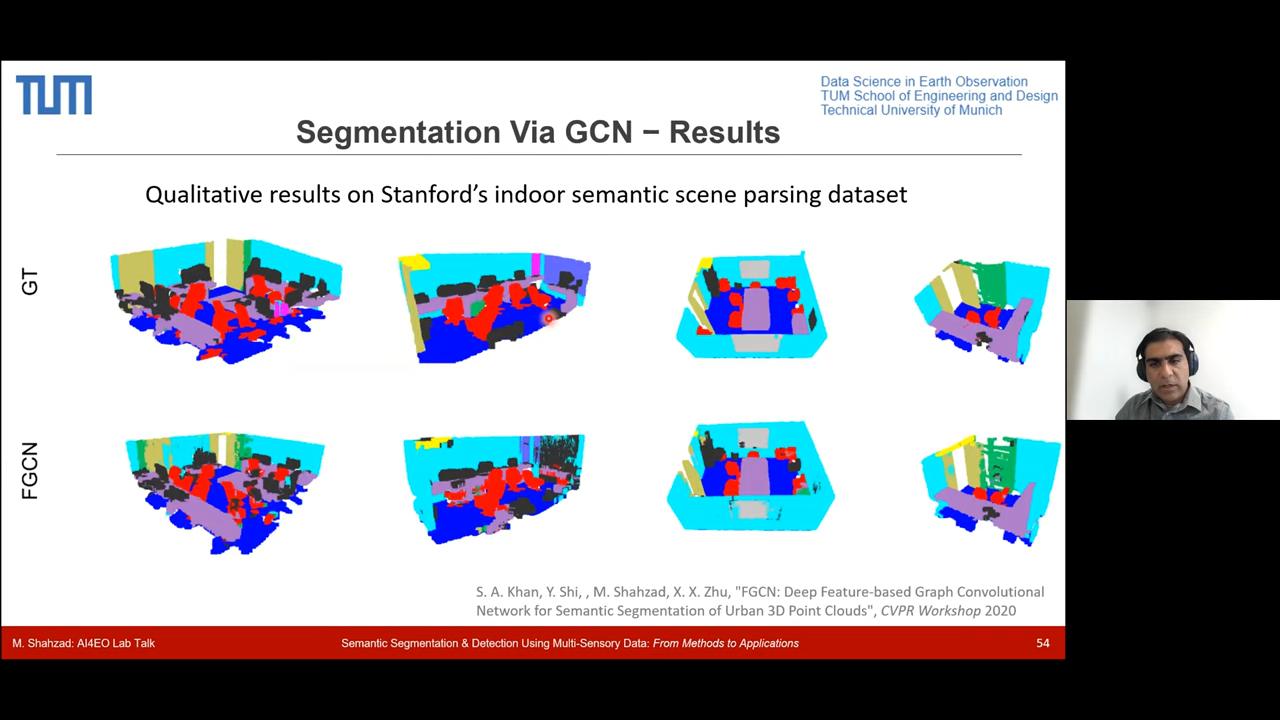 TUM
Data Science in Earth Observation
TUM School of Engineering and Design
Technical University of Munich
Segmentation Via GCN − Results
Qualitative results on Stanford’s indoor semantic scene parsing dataset
GT
FGCN
S. A. Khan, Y. Shi, , M. Shahzad, X. X. Zhu, "FGCN: Deep Feature-based Graph Convolutional
Network for Semantic Segmentation of Urban 3D Point Clouds", CVPR Workshop 2020
M. Shahzad: AI4EO Lab Talk
Semantic Segmentation & Detection Using Multi-Sensory Data: From Methods to Applications
54